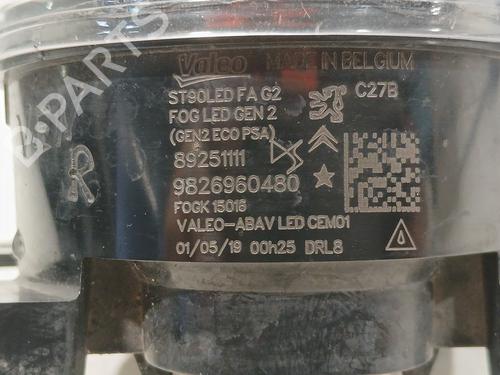 Valeo MADE IN BELGIUM
ST90LED FA G2 C27B
FOG LED GEN 2
(GEN2 ECO PSA)
89251111 DS
9826960480
FOGK 15016
VALEO-ABAV LED CEM01
01/05/19 00h25 DRL8
R
B-PARTS